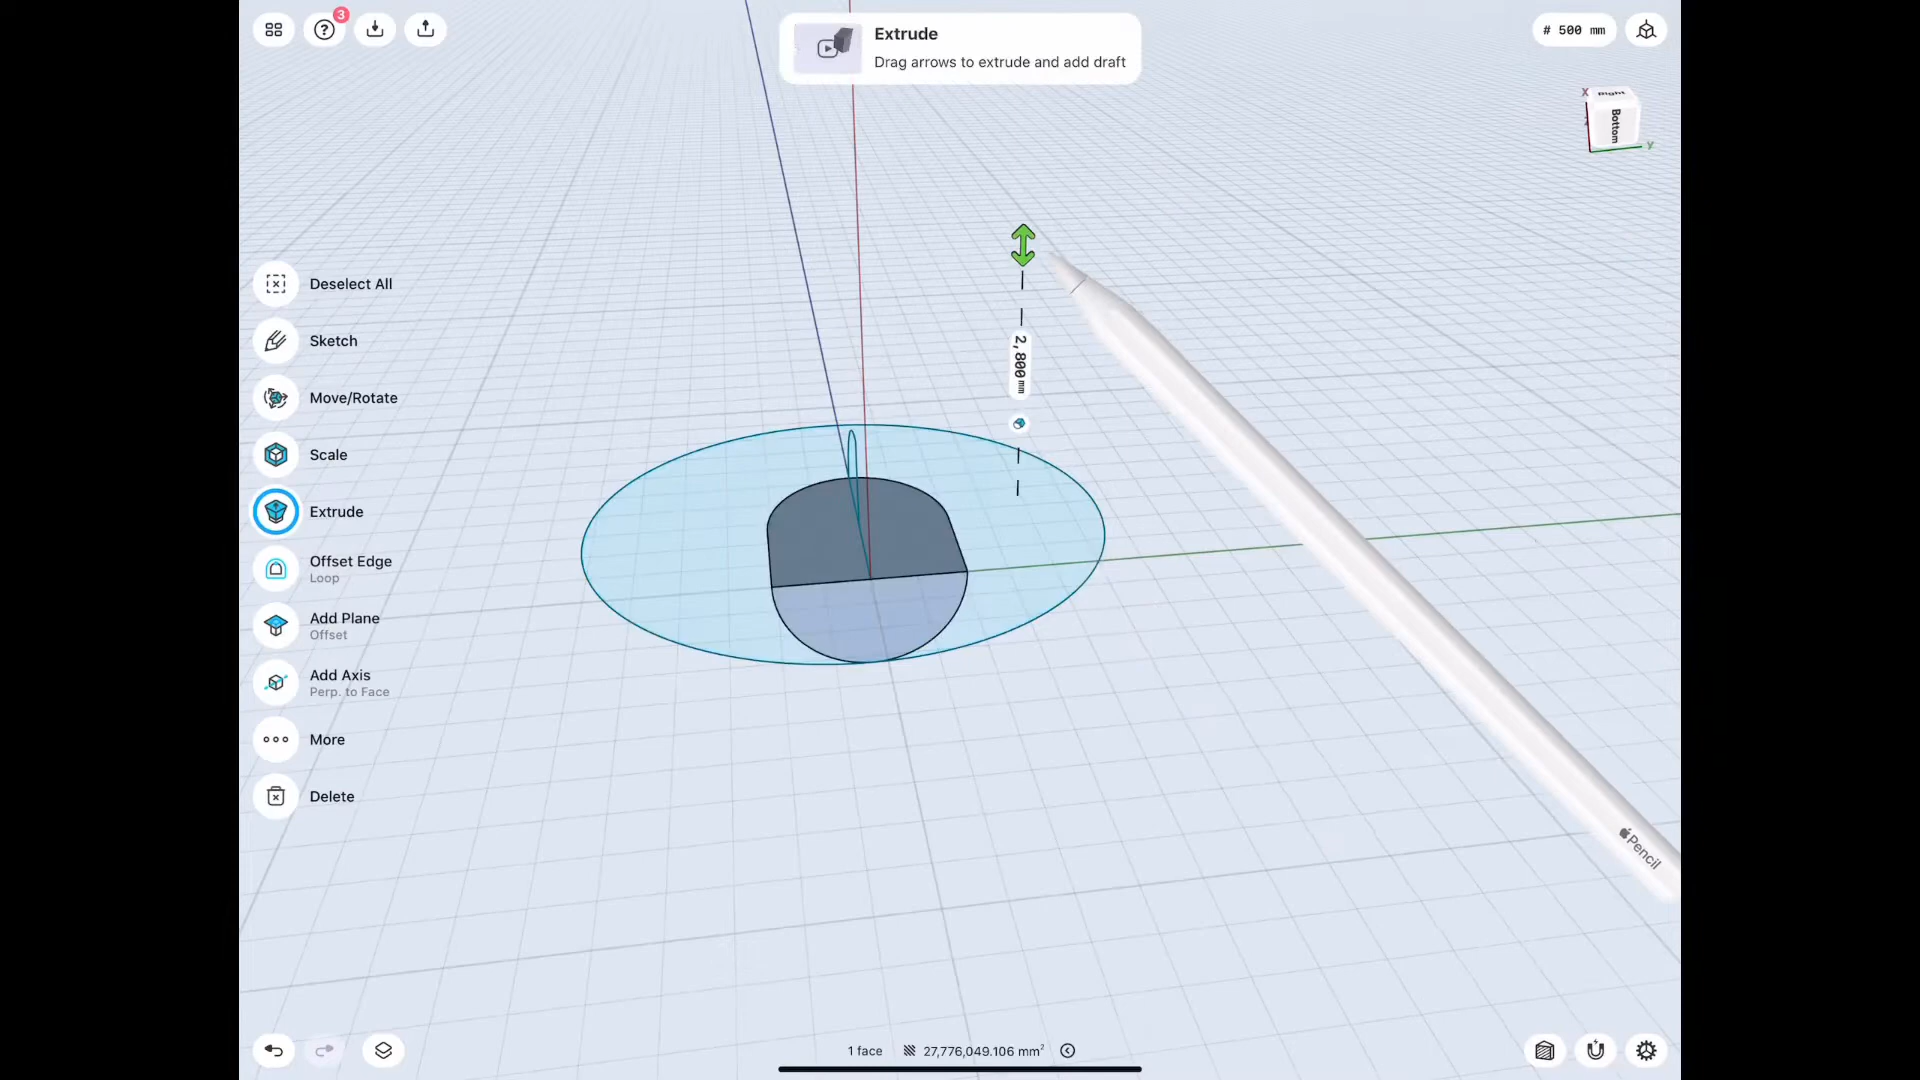 3
Extrude
Drag arrows to extrude and add draft
# 500 mm
X
Right
Bottom
y
Deselect All
Sketch
Move/Rotate
Scale
Extrude
Offset Edge
Loop
Add Plane
Offset
Add Axis
Perp. to Face
More
Delete
2,800 mm
Pencil
1 face
27,776,049.106 mm²